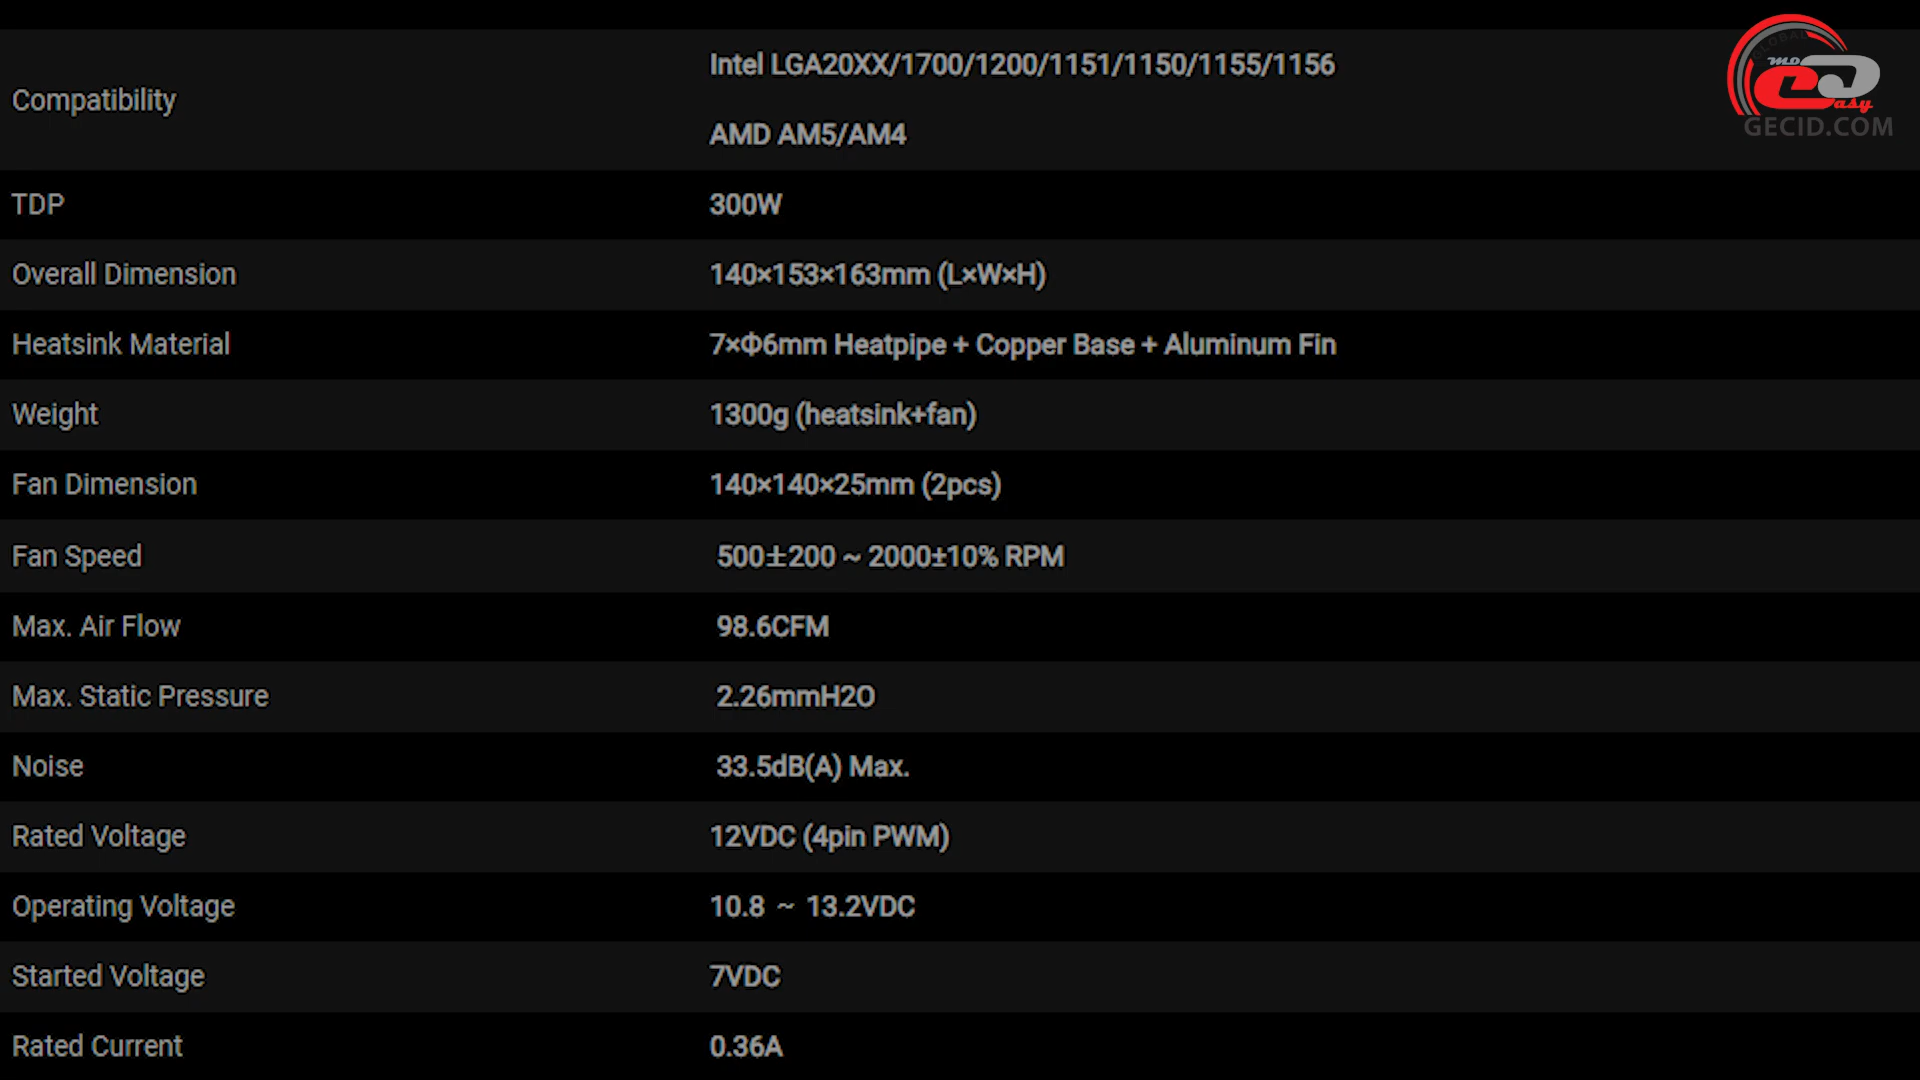 Compatibility
Intel LGA20XX/1700/1200/1151/1150/1155/1156
AMD AM5/AM4
TDP 300W
Overall Dimension 140×153×163mm (L×W×H)
Heatsink Material 7×Φ6mm Heatpipe + Copper Base + Aluminum Fin
Weight 1300g (heatsink+fan)
Fan Dimension 140×140×25mm (2pcs)
Fan Speed 500±200 ~ 2000±10% RPM
Max. Air Flow 98.6CFM
Max. Static Pressure 2.26mmH2O
Noise 33.5dB(A) Max.
Rated Voltage 12VDC (4pin PWM)
Operating Voltage 10.8 ~ 13.2VDC
Started Voltage 7VDC
Rated Current 0.36A
GLOBAL
asy
GECID.COM